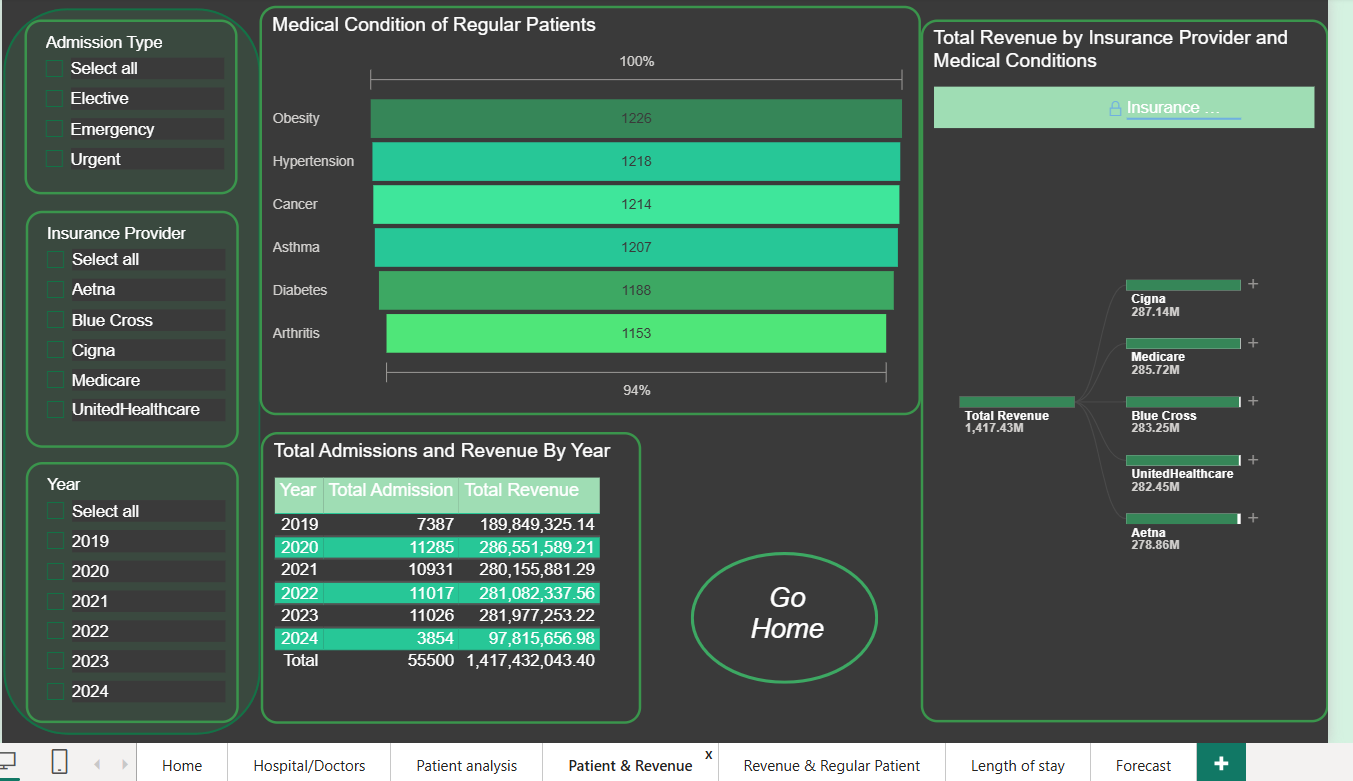 Admission Type
Select all
Elective
Emergency
Urgent
Insurance Provider
Select all
Aetna
Blue Cross
Cigna
Medicare
UnitedHealthcare
Year
Select all
2019
2020
2021
2022
2023
2024
Medical Condition of Regular Patients
100%
Obesity 1226
Hypertension 1218
Cancer 1214
Asthma 1207
Diabetes 1188
Arthritis 1153
94%
Total Admissions and Revenue By Year
Year Total Admission Total Revenue
2019 7387 189,849,325.14
2020 11285 286,551,589.21
2021 10931 280,155,881.29
2022 11017 281,082,337.56
2023 11026 281,977,253.22
2024 3854 97,815,656.98
Total 55500 1,417,432,043.40
Go
Home
Total Revenue by Insurance Provider and
Medical Conditions
Insurance ...
Total Revenue
1,417.43M
Cigna
287.14M
Medicare
285.72M
Blue Cross
283.25M
UnitedHealthcare
282.45M
Aetna
278.86M
Home Hospital/Doctors Patient analysis Patient & Revenue x Revenue & Regular Patient Length of stay Forecast +